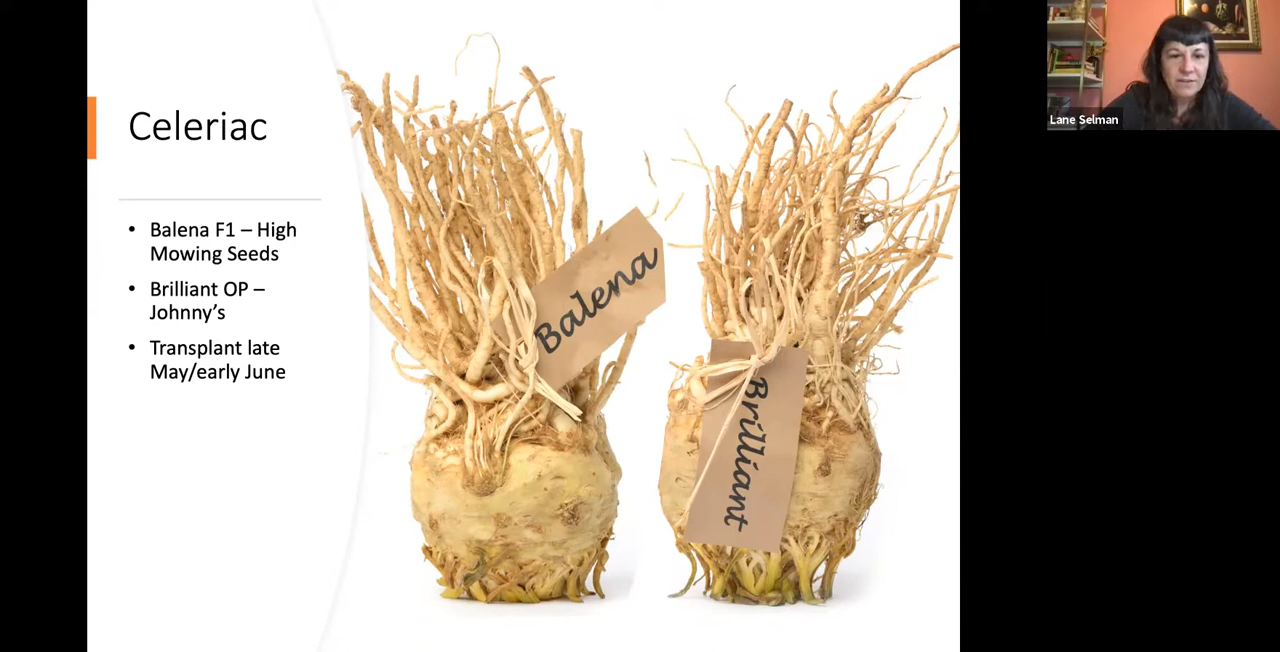 Celeriac
• Balena F1 – High
Mowing Seeds
• Brilliant OP –
Johnny’s
• Transplant late
May/early June
Balena
Brilliant
Lane Selman